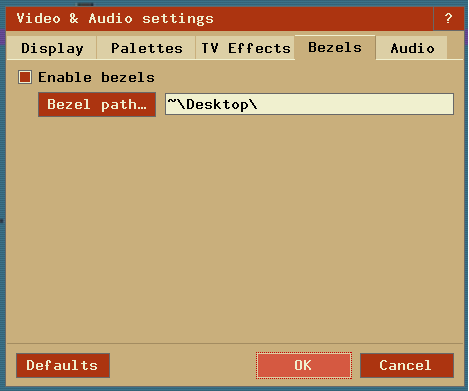 Video & Audio settings ?
Display Palettes TV Effects Bezels Audio
Enable bezels
Bezel path… ~\Desktop\
Defaults OK Cancel